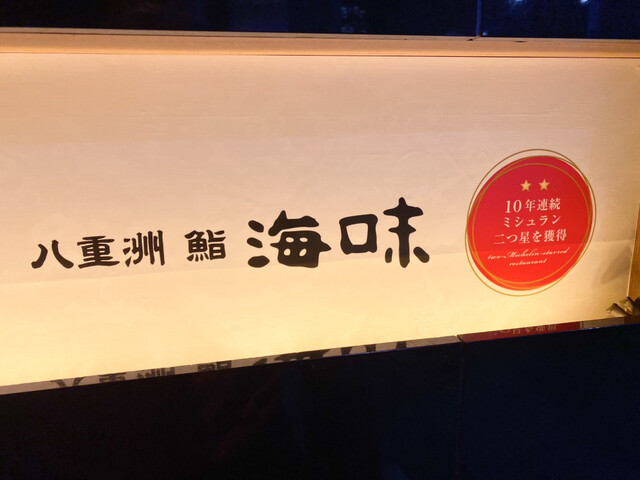 八重洲 鮨 海味
★★
10年連続
ミシュラン
二つ星を獲得
two-Michelin-starred
restaurant